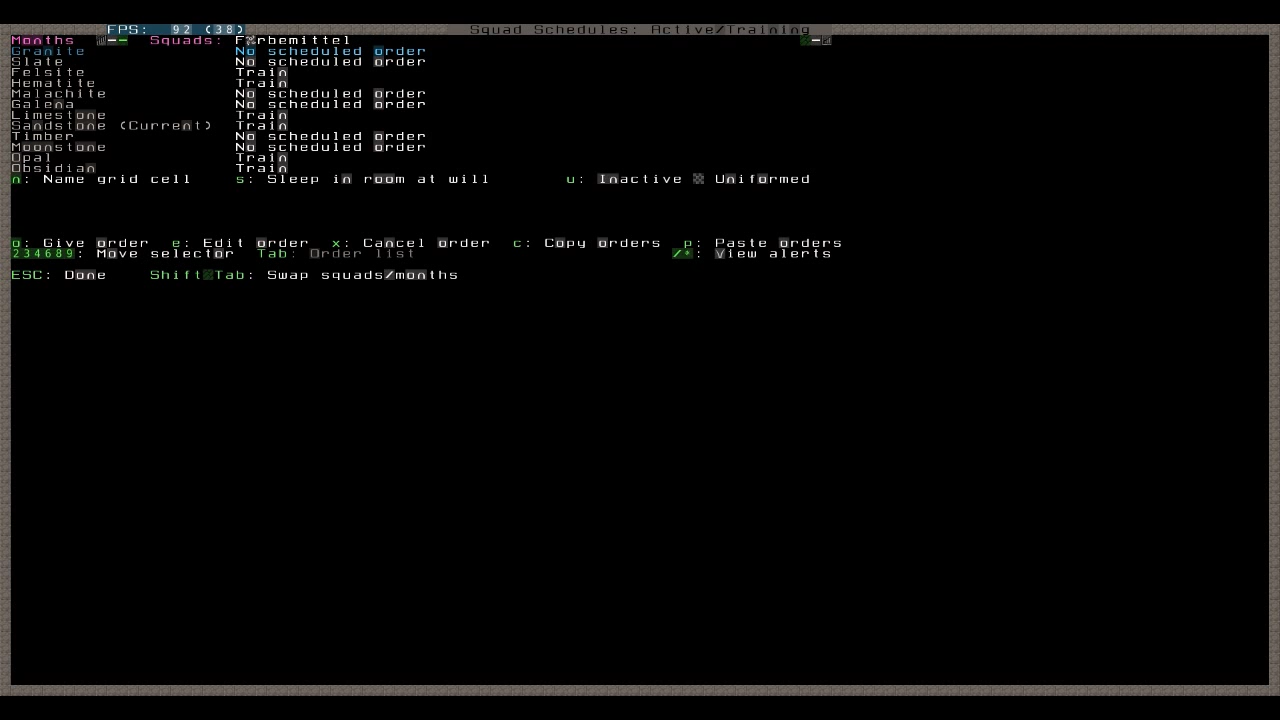 FPS: 92 (38) Squad Schedules: Active/Training
Months Squads: F rbemittel
Granite No scheduled order
Slate No scheduled order
Felsite Train
Hematite Train
Malachite No scheduled order
Galena No scheduled order
Limestone Train
Sandstone (Current) Train
Timber No scheduled order
Moonstone No scheduled order
Opal Train
Obsidian Train
n: Name grid cell s: Sleep in room at will u: Inactive Uniformed
o: Give order e: Edit order x: Cancel order c: Copy orders p: Paste orders
234689: Move selector Tab: Order list /*: View alerts
ESC: Done Shift Tab: Swap squads/months